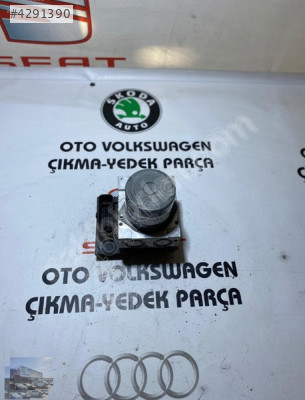 #4291390
SEAT
ŠKODA
AUTO
OTO VOLKSWAGEN
ÇIKMA-YEDEK PARÇA
OTO VOLKSWAGEN
ÇIKMA-YEDEK PARÇA